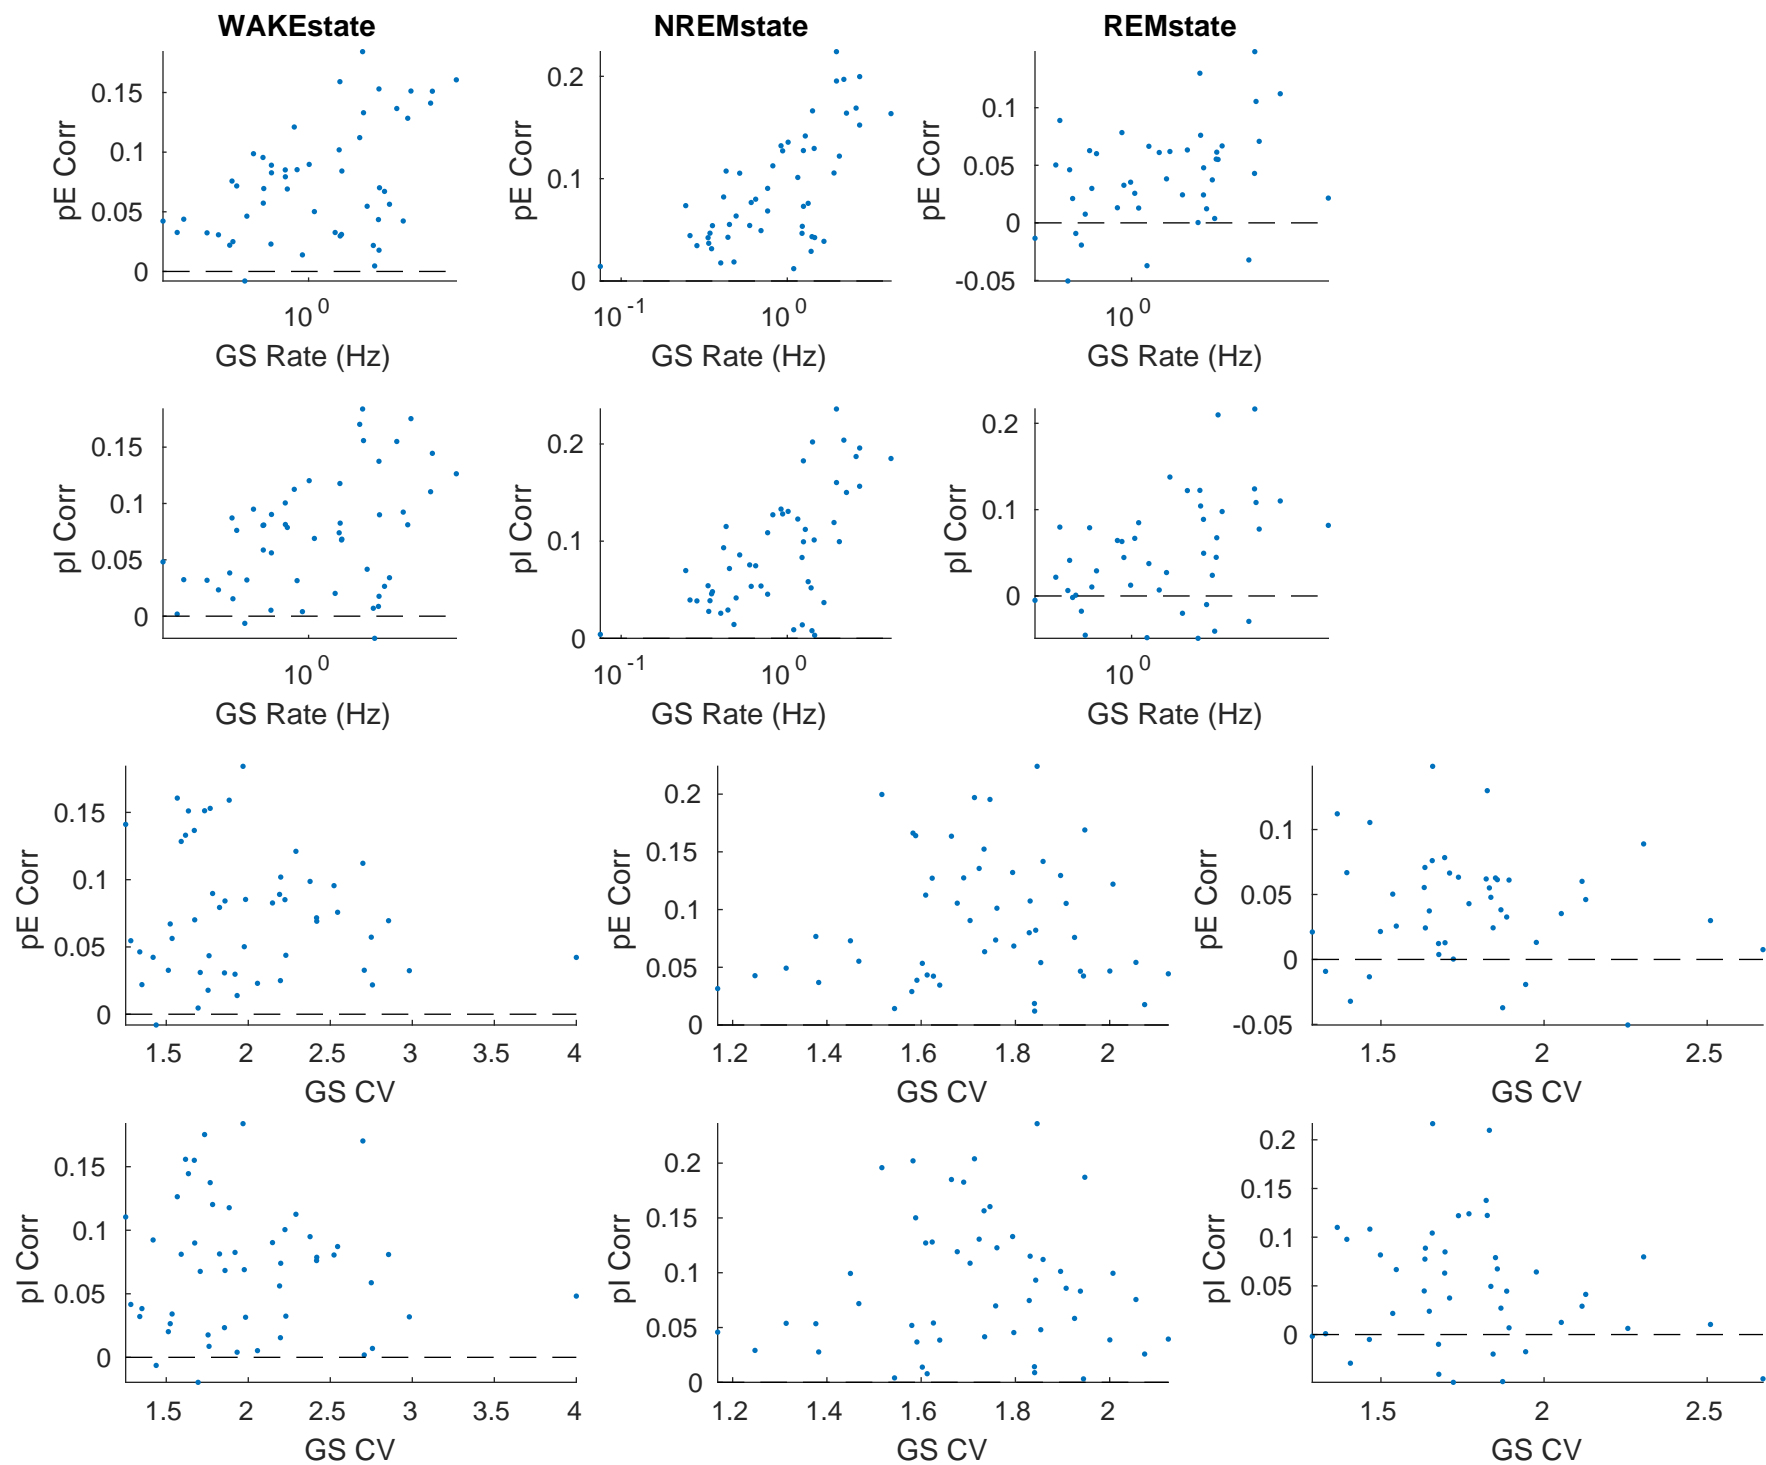 WAKEstate NREMstate REMstate
0.15 0.1 0.05 0 pE Corr 10^0 GS Rate (Hz)
0.2 0.1 0 pE Corr 10^-1 10^0 GS Rate (Hz)
0.1 0.05 0 -0.05 pE Corr 10^0 GS Rate (Hz)
0.15 0.1 0.05 0 pI Corr 10^0 GS Rate (Hz)
0.2 0.1 0 pI Corr 10^-1 10^0 GS Rate (Hz)
0.2 0.1 0 pI Corr 10^0 GS Rate (Hz)
0.15 0.1 0.05 0 pE Corr 1.5 2 2.5 3 3.5 4 GS CV
0.2 0.15 0.1 0.05 0 pE Corr 1.2 1.4 1.6 1.8 2 GS CV
0.1 0.05 0 -0.05 pE Corr 1.5 2 2.5 GS CV
0.15 0.1 0.05 0 pI Corr 1.5 2 2.5 3 3.5 4 GS CV
0.2 0.15 0.1 0.05 0 pI Corr 1.2 1.4 1.6 1.8 2 GS CV
0.2 0.15 0.1 0.05 0 pI Corr 1.5 2 2.5 GS CV